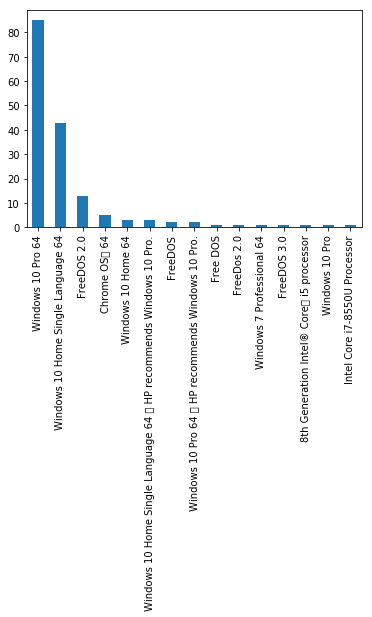 80
70
60
50
40
30
20
10
0
Windows 10 Pro 64
Windows 10 Home Single Language 64
FreeDOS 2.0
Chrome OS▯ 64
Windows 10 Home 64
Windows 10 Home Single Language 64 ▯ HP recommends Windows 10 Pro.
FreeDOS
Windows 10 Pro 64 ▯ HP recommends Windows 10 Pro.
Free DOS
FreeDos 2.0
Windows 7 Professional 64
FreeDOS 3.0
8th Generation Intel® Core▯ i5 processor
Windows 10 Pro
Intel Core i7-8550U Processor